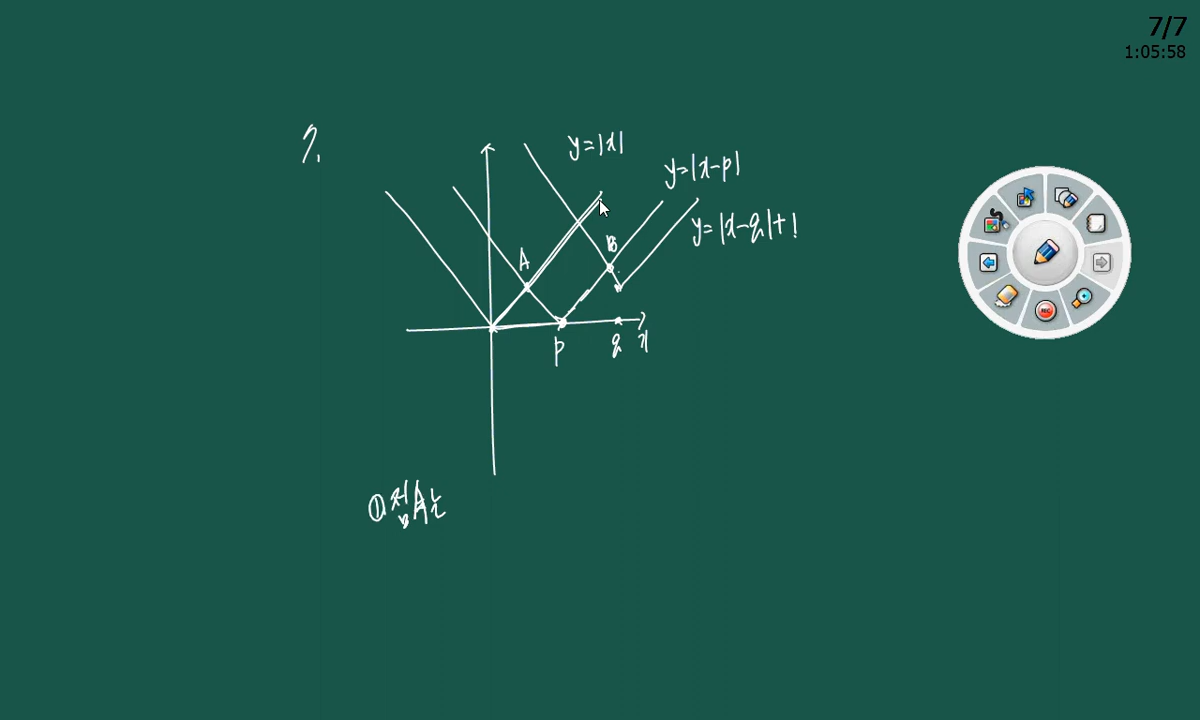 7/7
1:05:58
7.
y=|x|
y=|x-p|
y=|x-q|+1
A
B
p
q
x
① 점A는